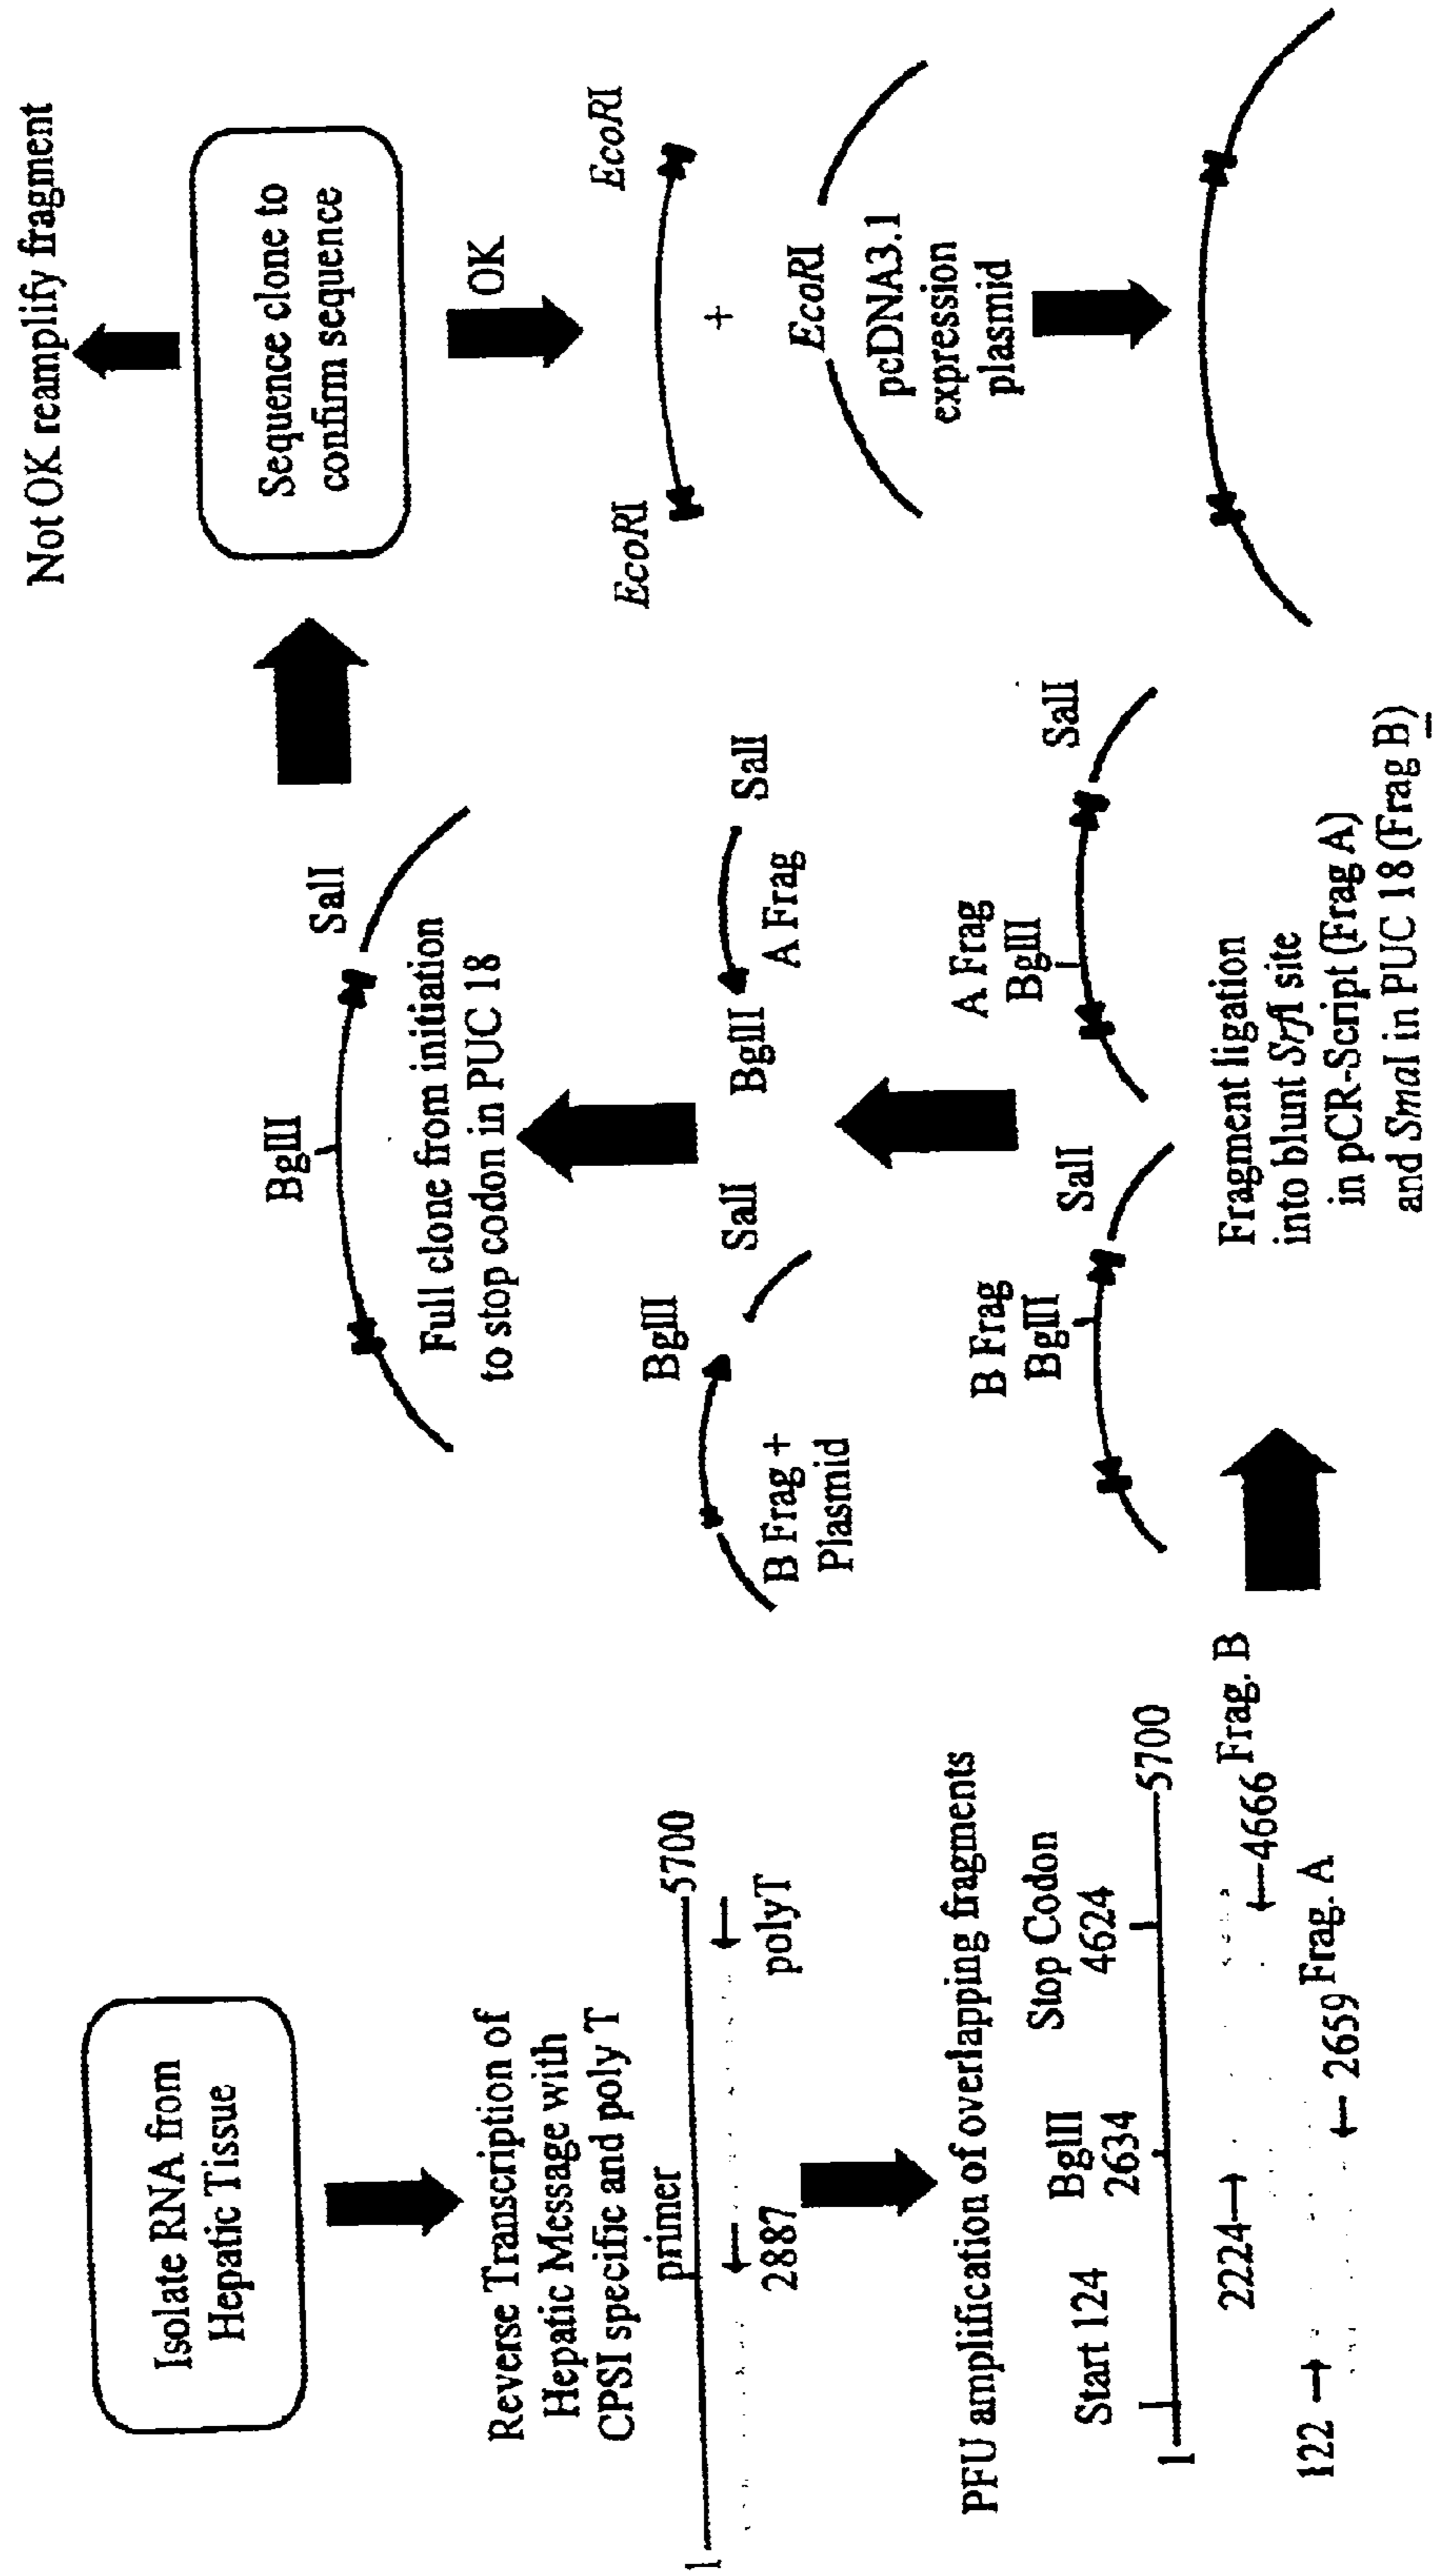 Isolate RNA from
Hepatic Tissue
Reverse Transcription of
Hepatic Message with
CPSI specific and poly T
primer
1
5700
2887
polyT
PFU amplification of overlapping fragments
Start 124
BglII
2634
Stop Codon
4624
1
5700
2224
4666
Frag. B
122
2659
Frag. A
B Frag
BglII
SalI
A Frag
BglII
SalI
Fragment ligation
into blunt SrfI site
in pCR-Script (Frag A)
and SmaI in PUC 18 (Frag B)
B Frag +
Plasmid
BglII
SalI
BglII
A Frag
SalI
BglII
SalI
Full clone from initiation
to stop codon in PUC 18
Not OK reamplify fragment
Sequence clone to
confirm sequence
OK
EcoRI
EcoRI
+
EcoRI
pcDNA3.1
expression
plasmid